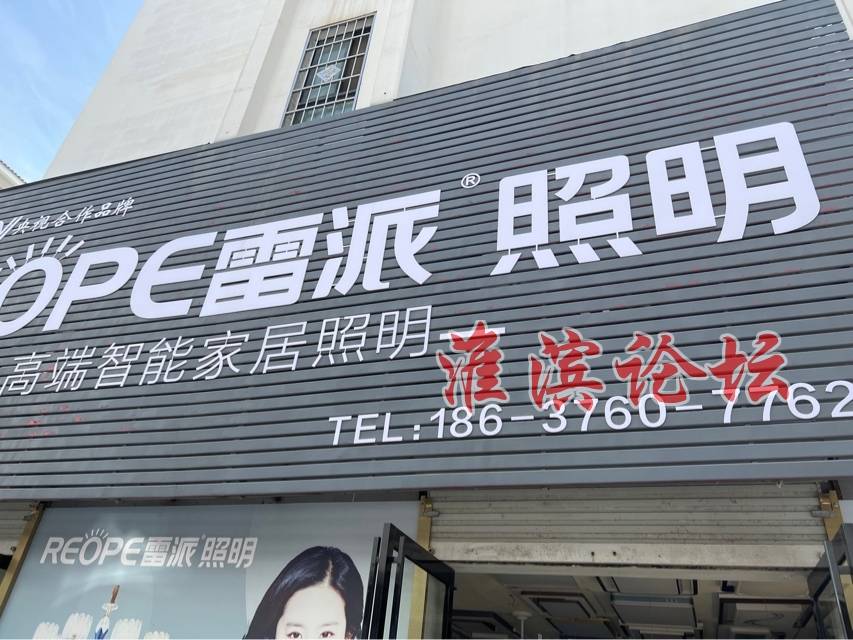 央视合作品牌
REOPE雷派® 照明
高端智能家居照明
淮滨论坛
TEL:186-3760-7762
REOPE雷派 照明